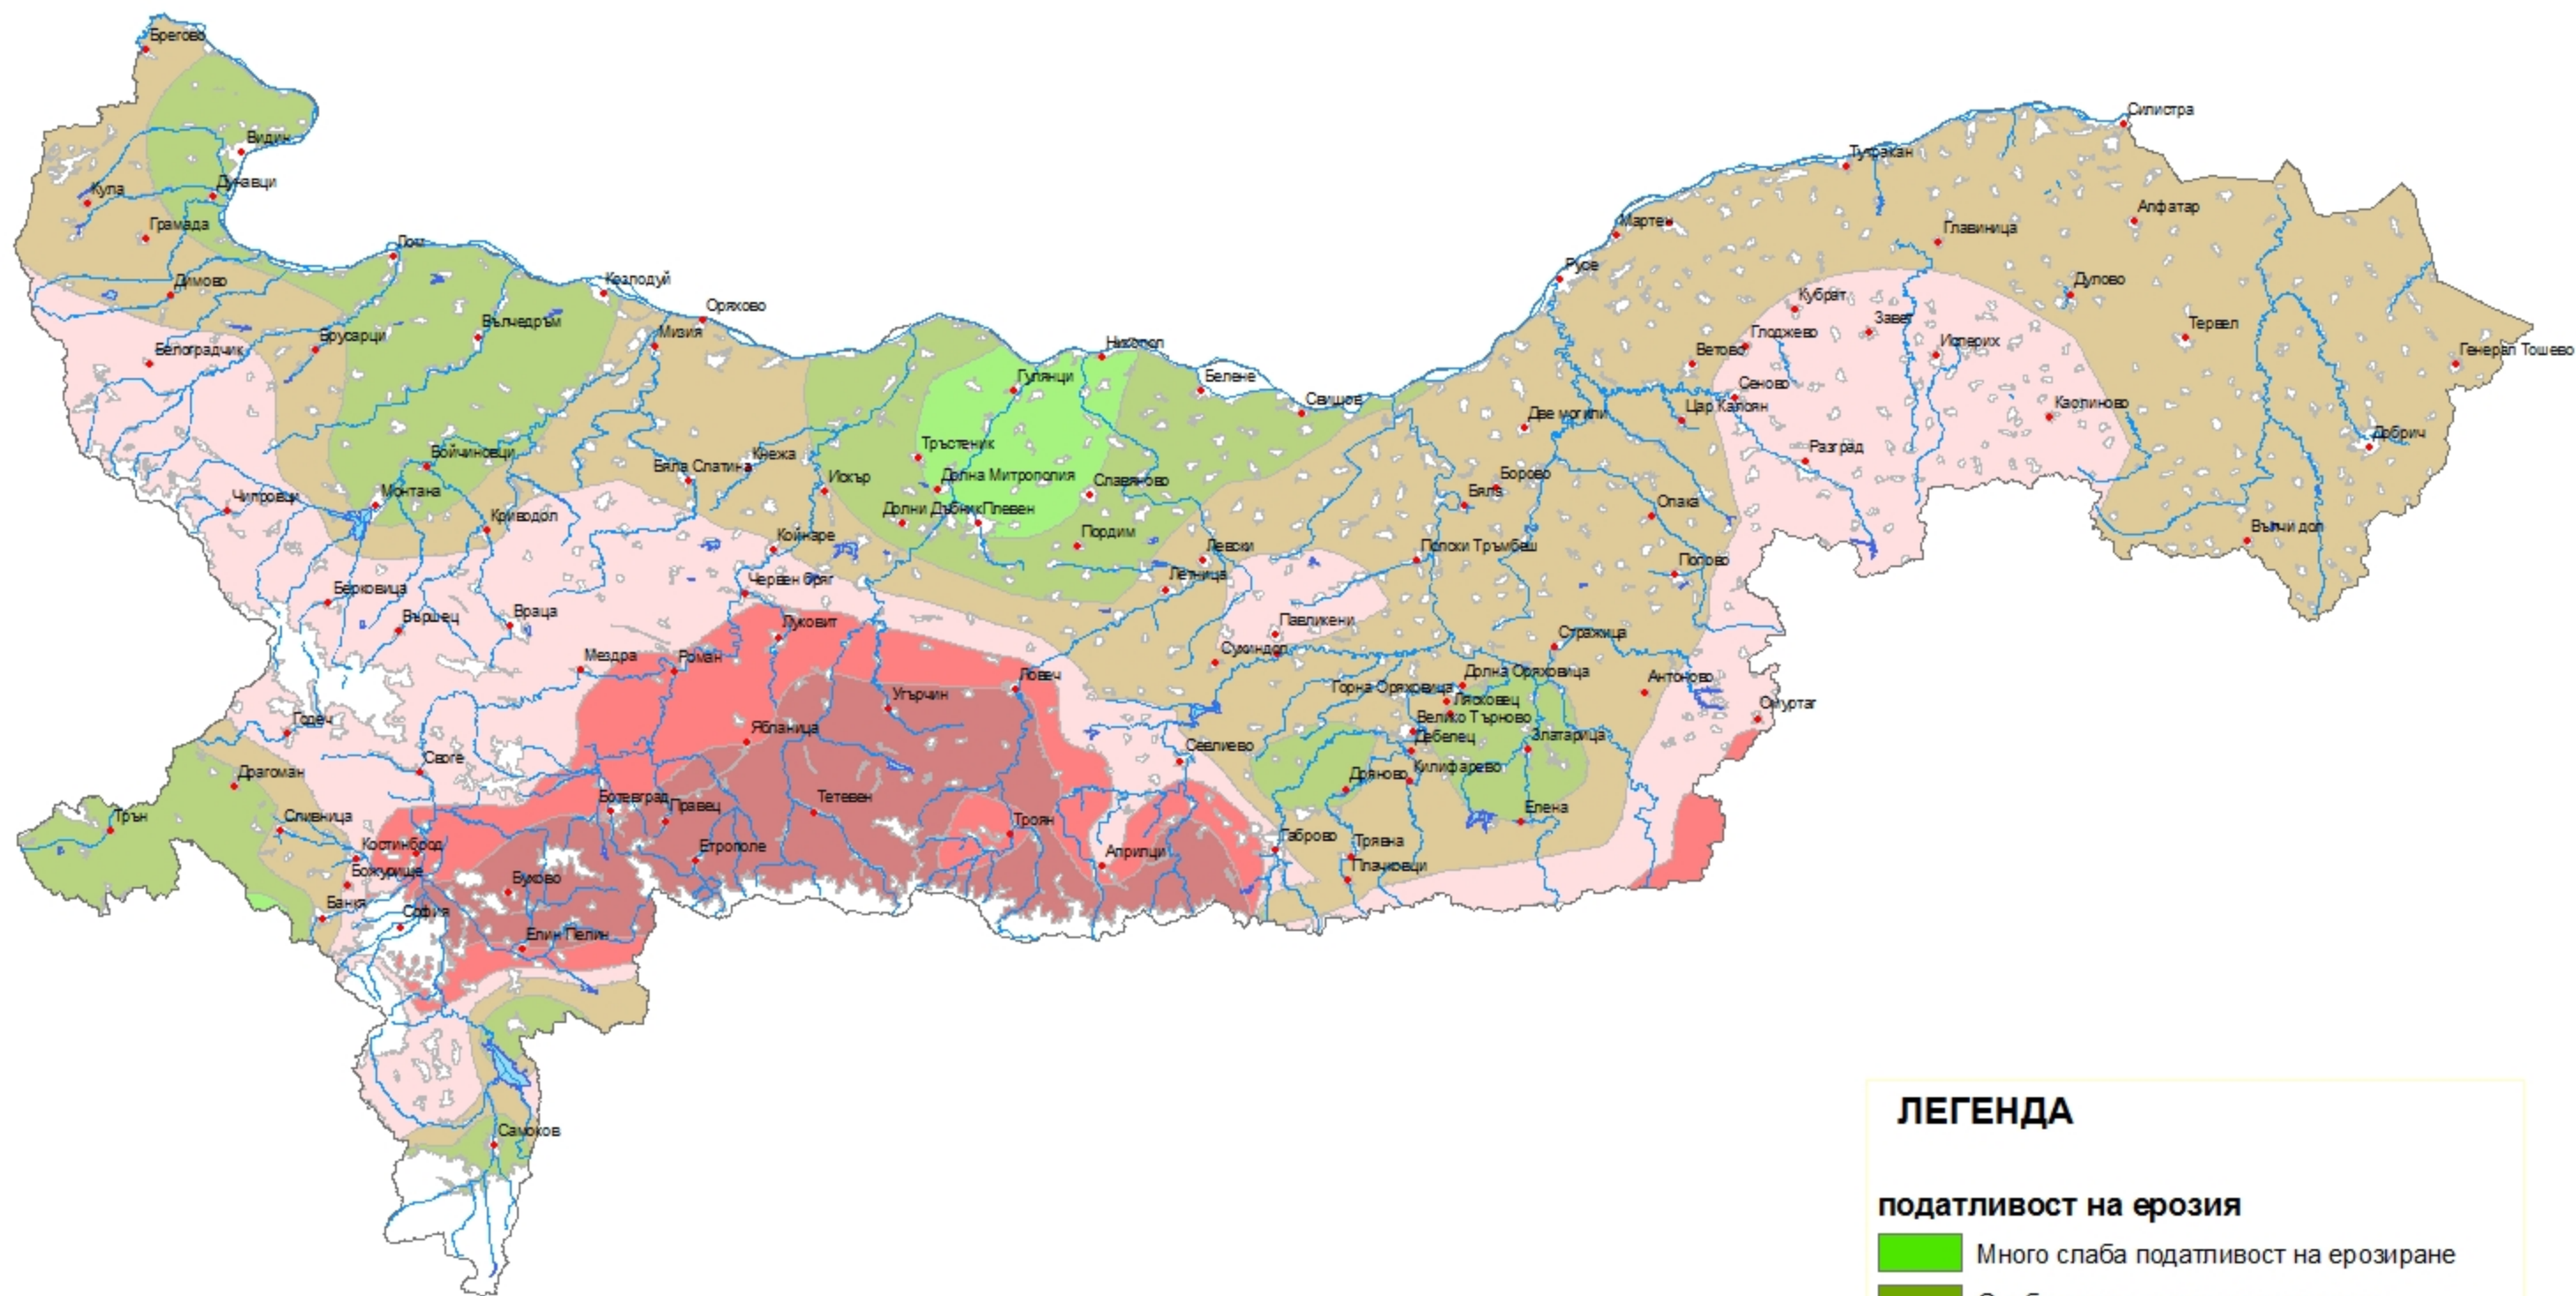 Брегово
Видин
Дунавци
Кула
Грамада
Димово
Лом
Козлодуй
Оряхово
Мизия
Вълчедръм
Брусарци
Белоградчик
Никопол
Гулянци
Белене
Свищов
Силистра
Тутракан
Мартен
Русе
Алфатар
Главиница
Дулово
Кубрат
Завет
Глоджево
Исперих
Тервел
Генерал Тошево
Ветово
Сеново
Цар Калоян
Каолиново
Две могили
Добрич
Разград
Тръстеник
Долна Митрополия
Славяново
Искър
Кнежа
Бяла Слатина
Бойчиновци
Монтана
Чипровци
Криводол
Долни Дъбник
Плевен
Пордим
Койнаре
Левски
Летница
Полски Тръмбеш
Борово
Бяла
Опака
Попово
Вълчи дол
Червен бряг
Берковица
Вършец
Враца
Луковит
Павликени
Сухиндол
Стражица
Мездра
Роман
Ловеч
Угърчин
Долна Оряховица
Горна Оряховица
Лясковец
Велико Търново
Дебелец
Златарица
Антоново
Омуртаг
Годеч
Ябланица
Севлиево
Своге
Драгоман
Дряново
Килифарево
Ботевград
Правец
Тетевен
Троян
Елена
Трън
Сливница
Костинброд
Етрополе
Априлци
Габрово
Трявна
Плачковци
Божурище
Бухово
Банкя
София
Елин Пелин
Самоков
ЛЕГЕНДА
податливост на ерозия
Много слаба податливост на ерозиране